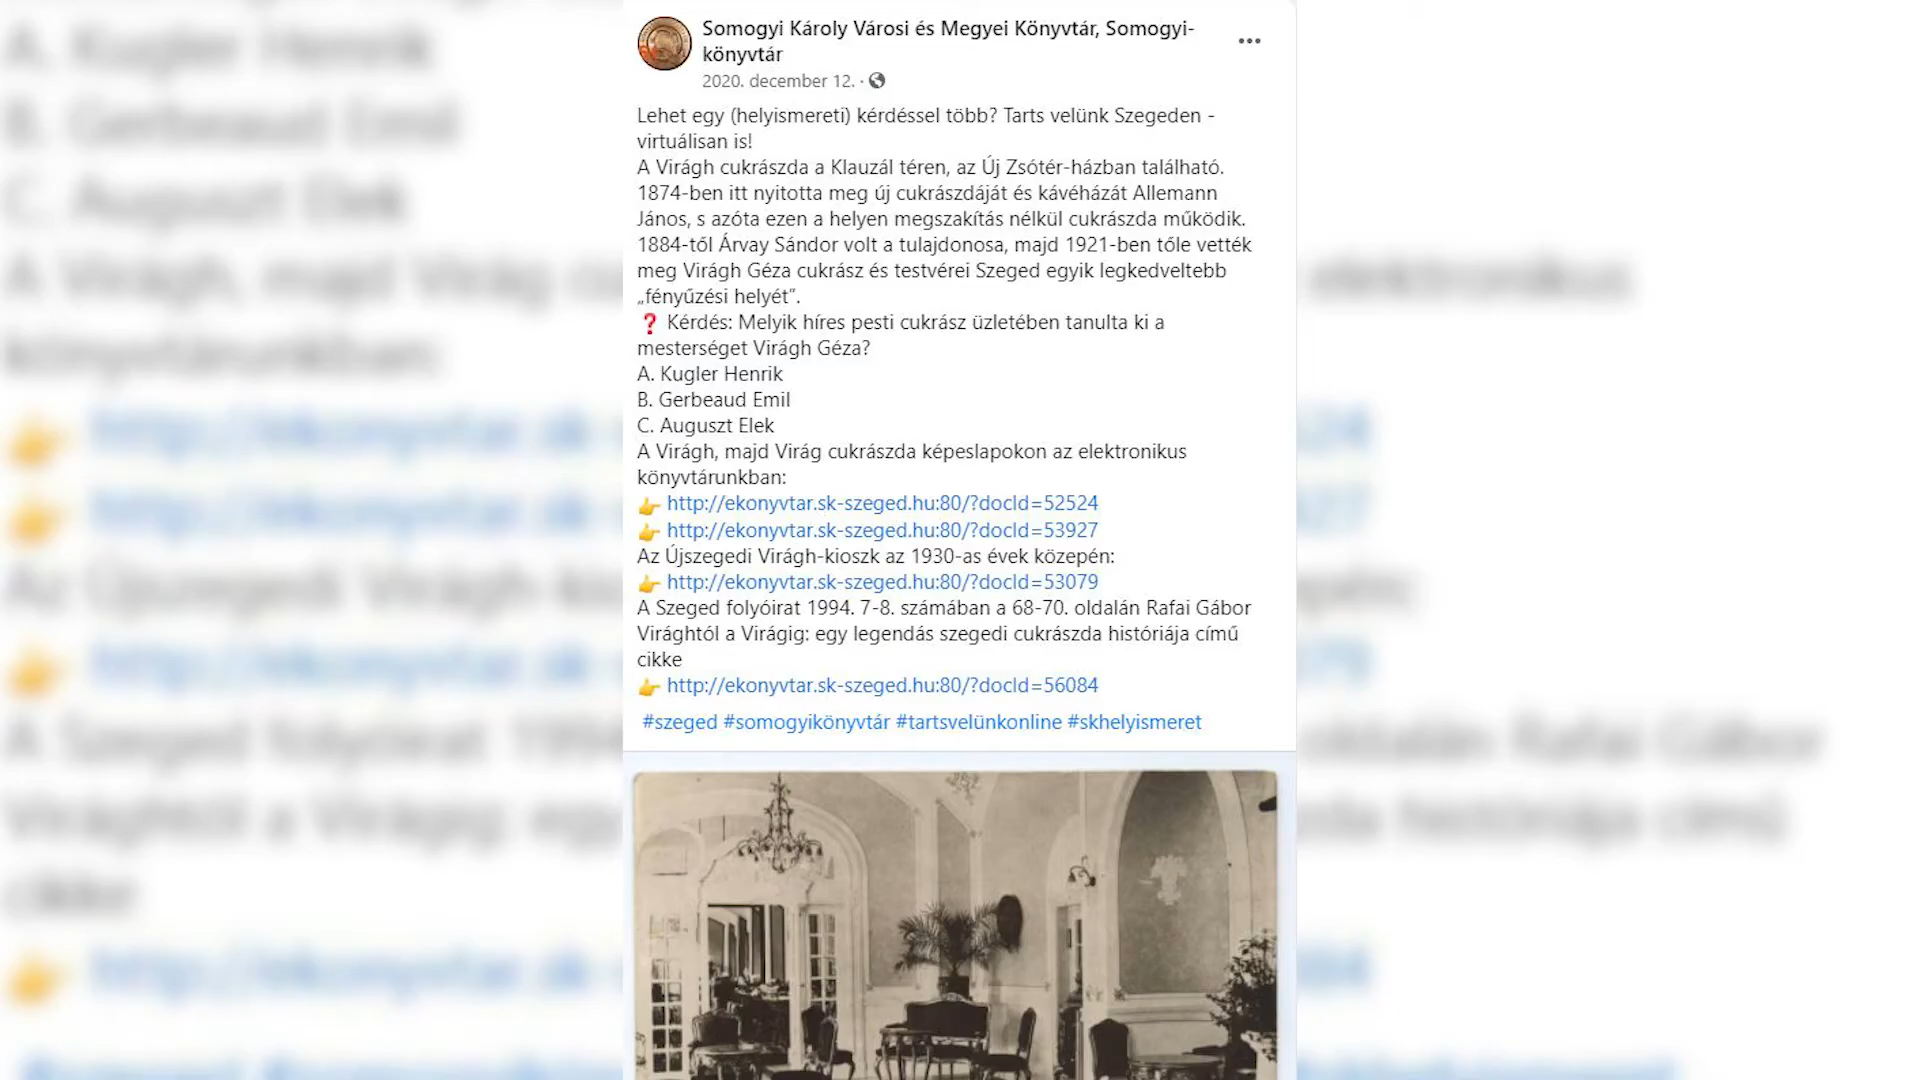 Somogyi Károly Városi és Megyei Könyvtár, Somogyi-
könyvtár
2020. december 12. ·
Lehet egy (helyismereti) kérdéssel több? Tarts velünk Szegeden -
virtuálisan is!
A Virágh cukrászda a Klauzál téren, az Új Zsótér-házban található.
1874-ben itt nyitotta meg új cukrászdáját és kávéházát Allemann
János, s azóta ezen a helyen megszakítás nélkül cukrászda működik.
1884-től Árvay Sándor volt a tulajdonosa, majd 1921-ben tőle vették
meg Virágh Géza cukrász és testvérei Szeged egyik legkedveltebb
„fényűzési helyét”.
❓ Kérdés: Melyik híres pesti cukrász üzletében tanulta ki a
mesterséget Virágh Géza?
A. Kugler Henrik
B. Gerbeaud Emil
C. Auguszt Elek
A Virágh, majd Virág cukrászda képeslapokon az elektronikus
könyvtárunkban:
👉 http://ekonyvtar.sk-szeged.hu:80/?docId=52524
👉 http://ekonyvtar.sk-szeged.hu:80/?docId=53927
Az Újszegedi Virágh-kioszk az 1930-as évek közepén:
👉 http://ekonyvtar.sk-szeged.hu:80/?docId=53079
A Szeged folyóirat 1994. 7-8. számában a 68-70. oldalán Rafai Gábor
Virághtól a Virágig: egy legendás szegedi cukrászda históriája című
cikke
👉 http://ekonyvtar.sk-szeged.hu:80/?docId=56084
#szeged #somogyikönyvtár #tartsvelünkonline #skhelyismeret